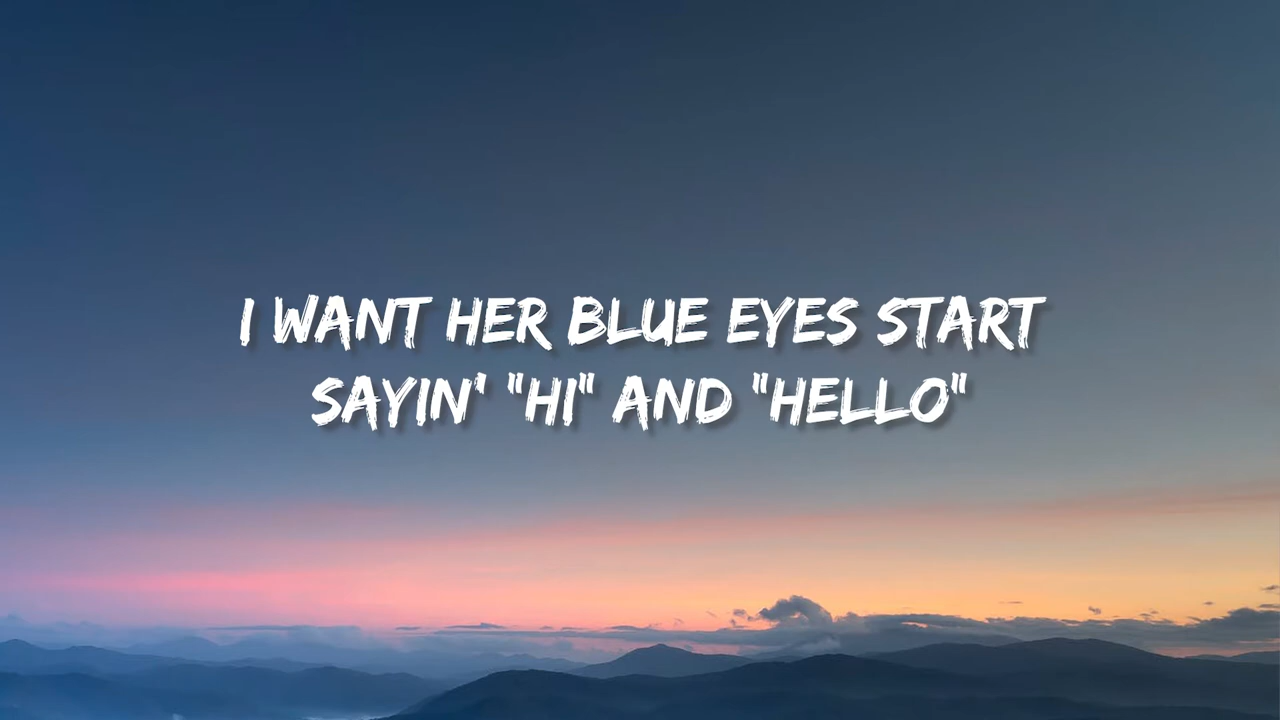 I WANT HER BLUE EYES START
SAYIN' "HI" AND "HELLO"